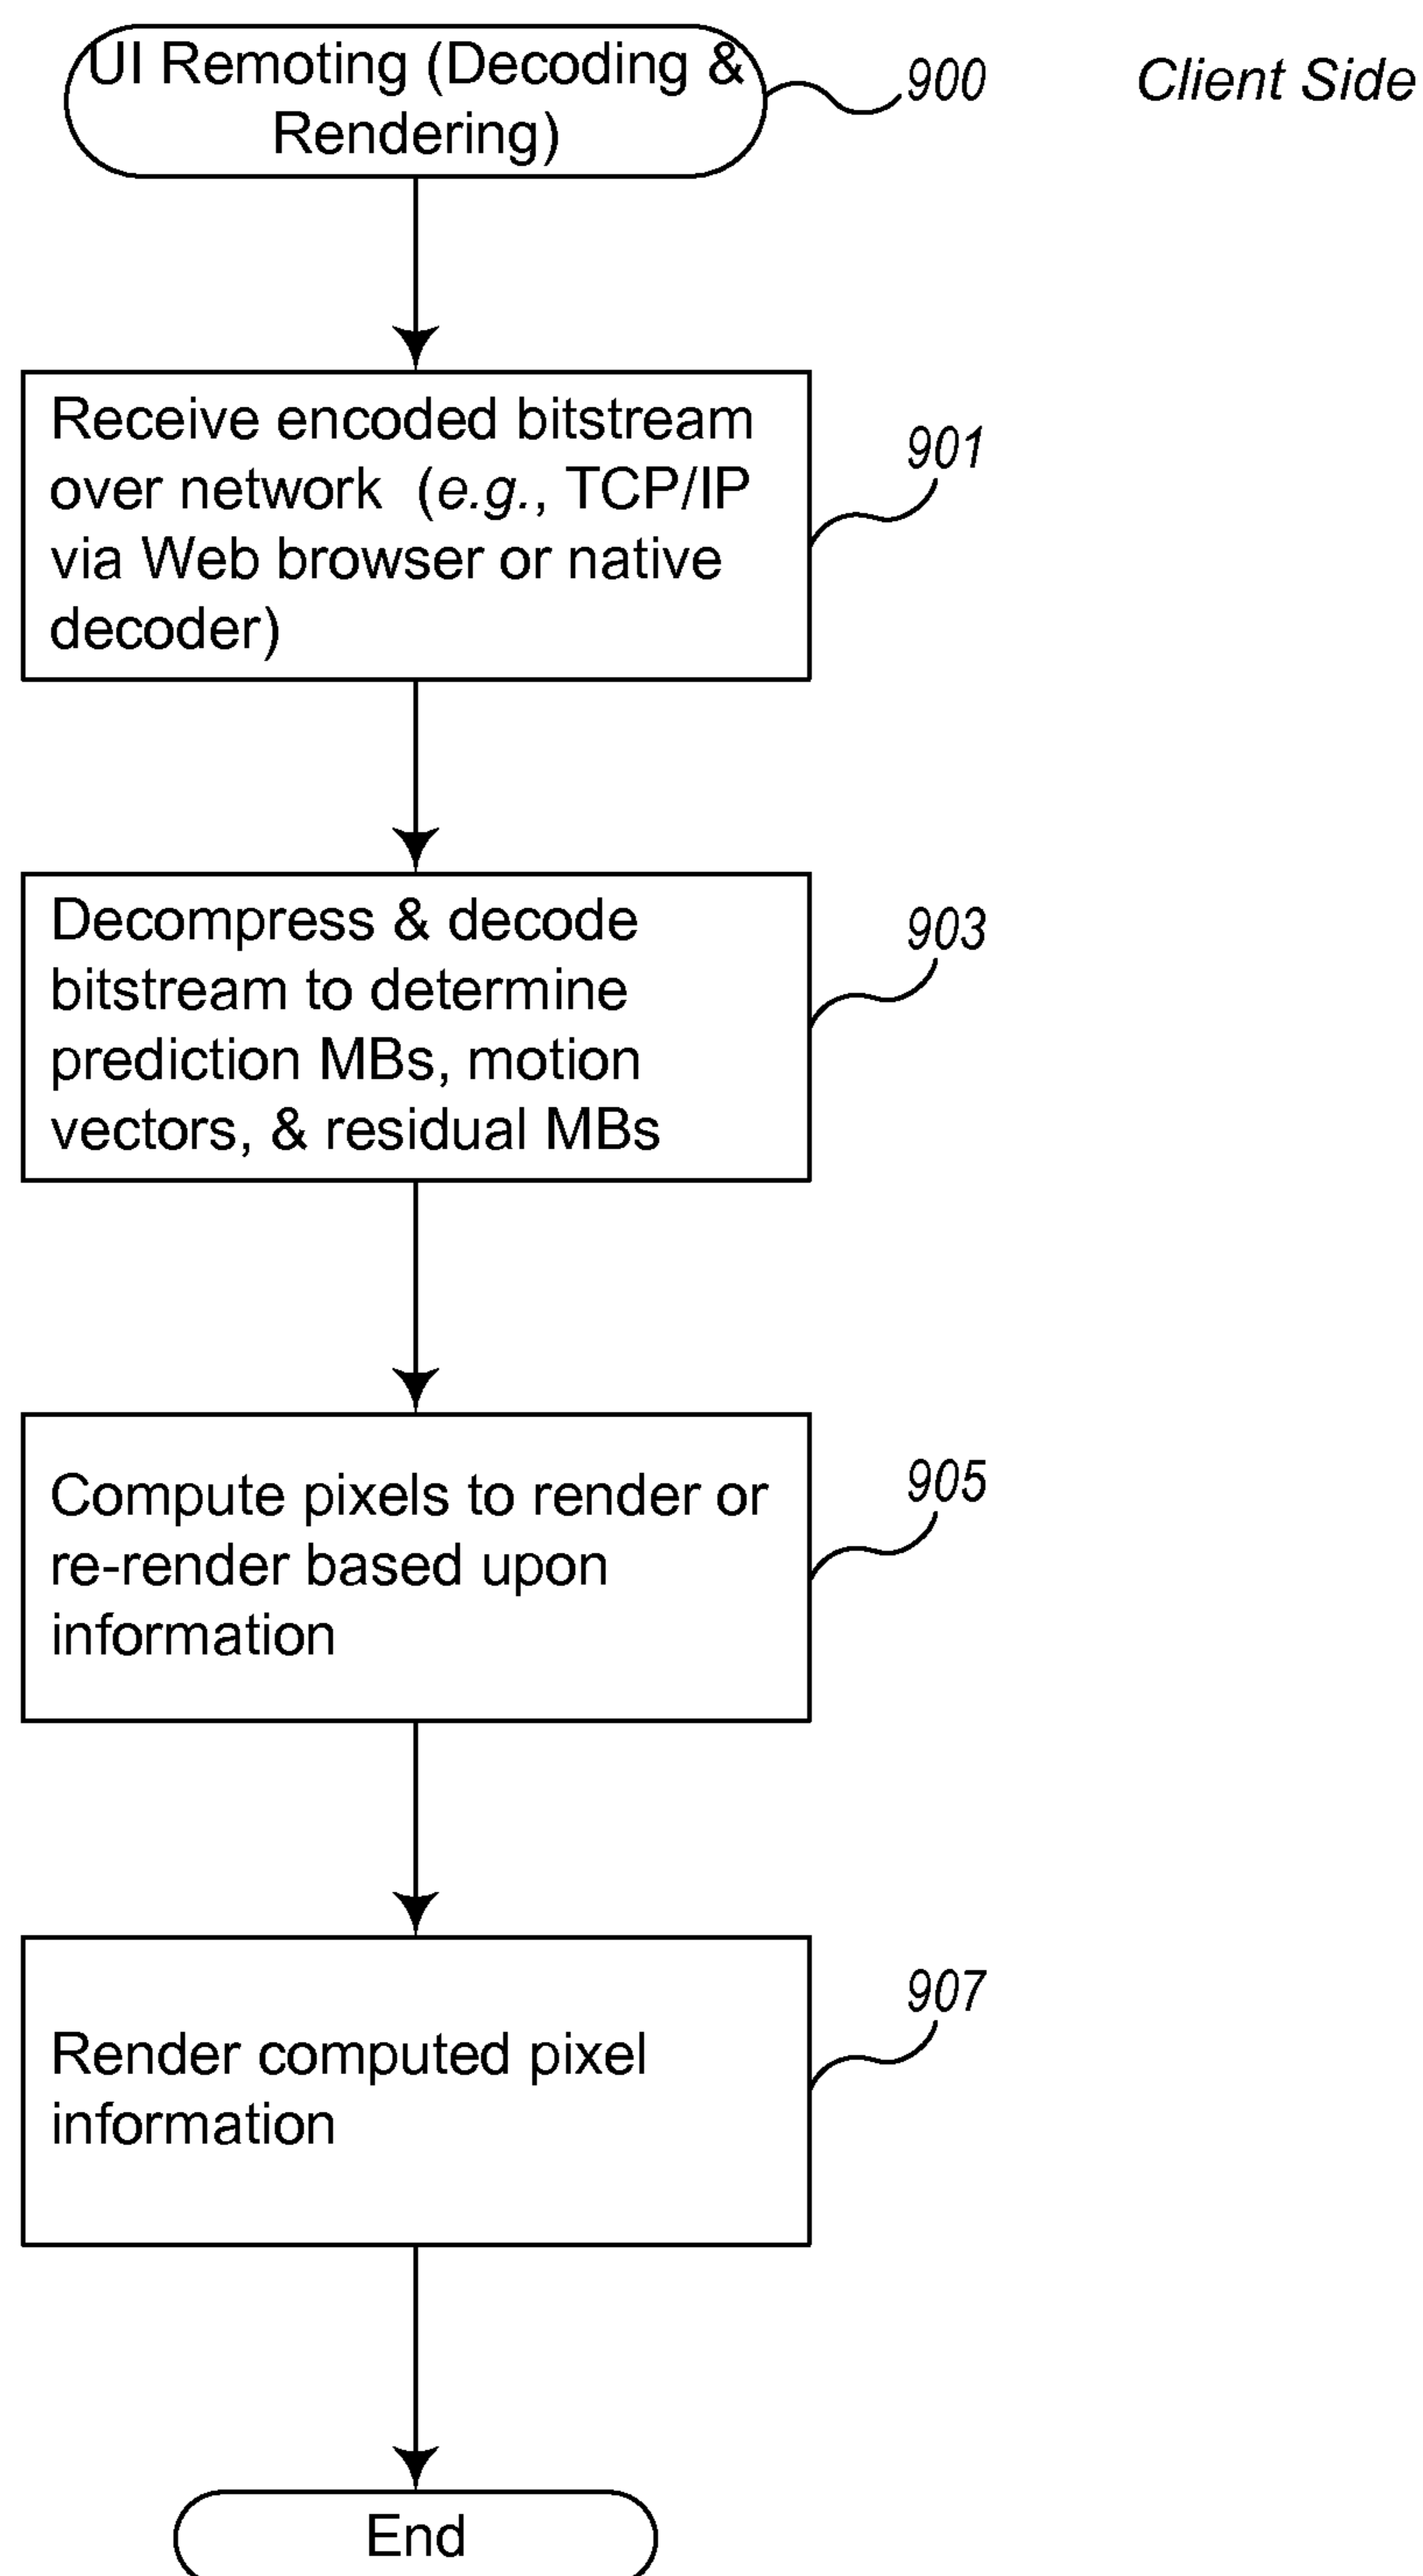 UI Remoting (Decoding &
Rendering)
900
Client Side
Receive encoded bitstream
over network (e.g., TCP/IP
via Web browser or native
decoder)
901
Decompress & decode
bitstream to determine
prediction MBs, motion
vectors, & residual MBs
903
Compute pixels to render or
re-render based upon
information
905
Render computed pixel
information
907
End